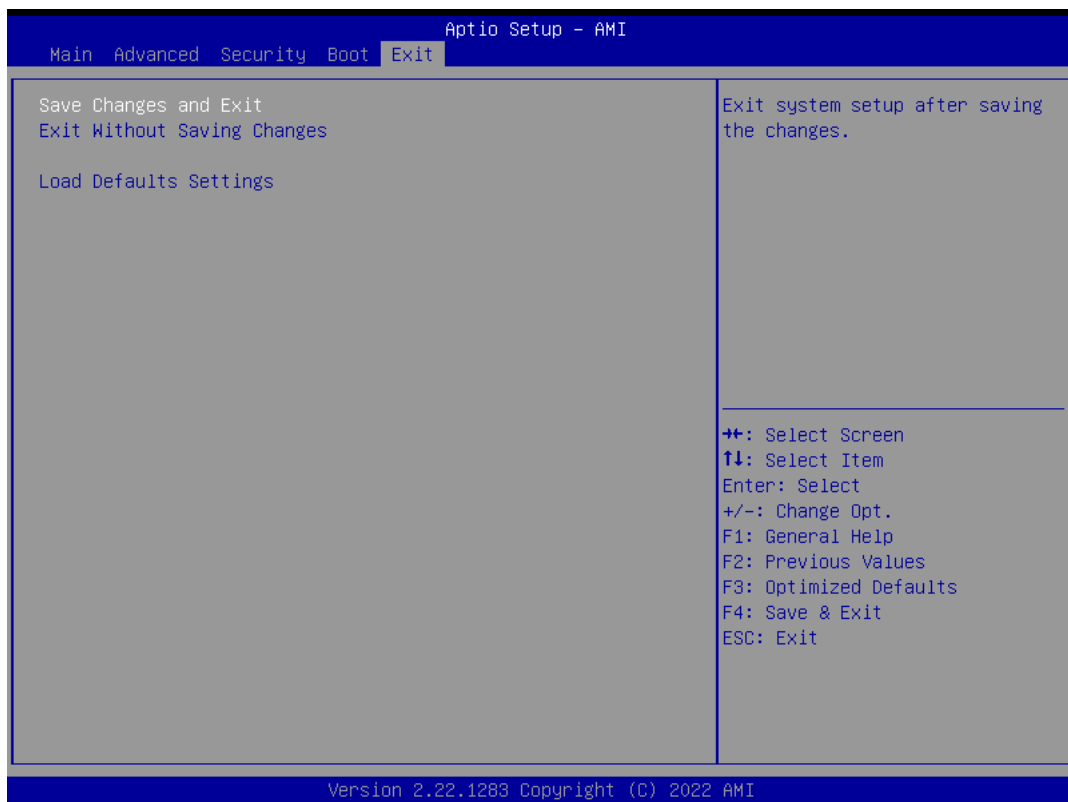 Aptio Setup – AMI
Main Advanced Security Boot Exit
Save Changes and Exit
Exit Without Saving Changes
Load Defaults Settings
Exit system setup after saving
the changes.
→←: Select Screen
↑↓: Select Item
Enter: Select
+/-: Change Opt.
F1: General Help
F2: Previous Values
F3: Optimized Defaults
F4: Save & Exit
ESC: Exit
Version 2.22.1283 Copyright (C) 2022 AMI